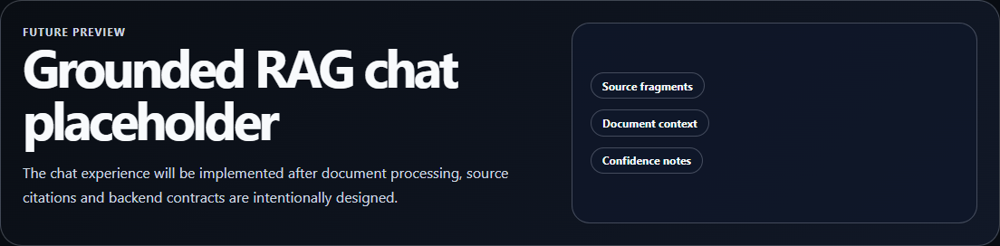 FUTURE PREVIEW
Grounded RAG chat
placeholder
The chat experience will be implemented after document processing, source
citations and backend contracts are intentionally designed.
Source fragments
Document context
Confidence notes